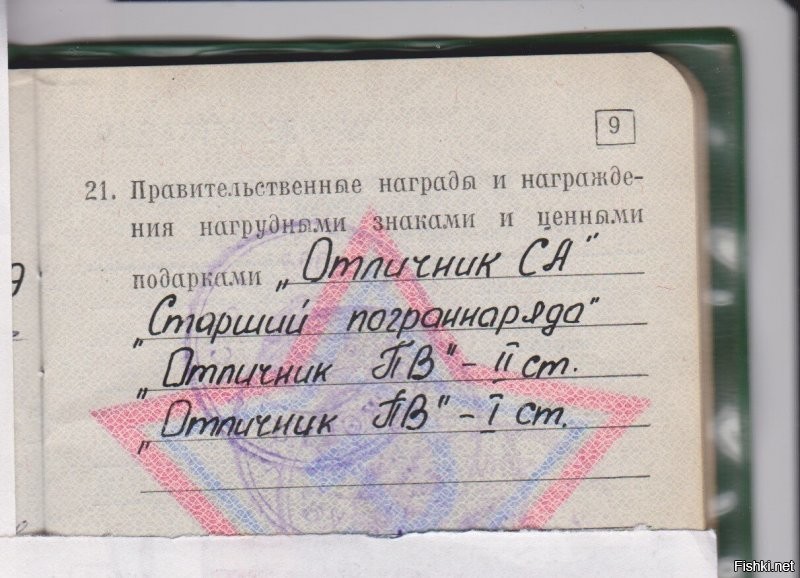 9
21. Правительственные награды и награжде-
ния нагрудными знаками и ценными
подарками „Отличник СА"
„Старший пограннаряда"
„Отличник ПВ" – II ст.
„Отличник ПВ" – I ст.
Fishki.net